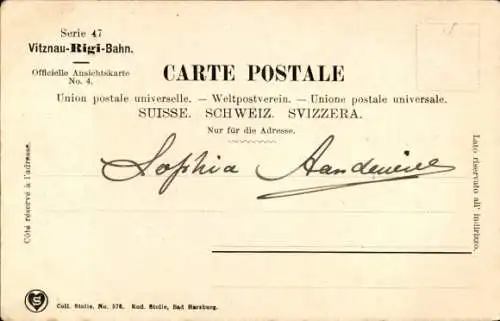 Serie 47
Vitznau-Rigi-Bahn.
Officielle Ansichtskarte
No. 4.
CARTE POSTALE
Union postale universelle. — Weltpostverein. — Unione postale universale.
SUISSE. SCHWEIZ. SVIZZERA.
Nur für die Adresse.
Sophia
Côté réservé à l'adresse.
Lato riservato all' indirizzo.
S
Coll. Stolle, No. 578. Kud. Stolle, Bad Harzburg.